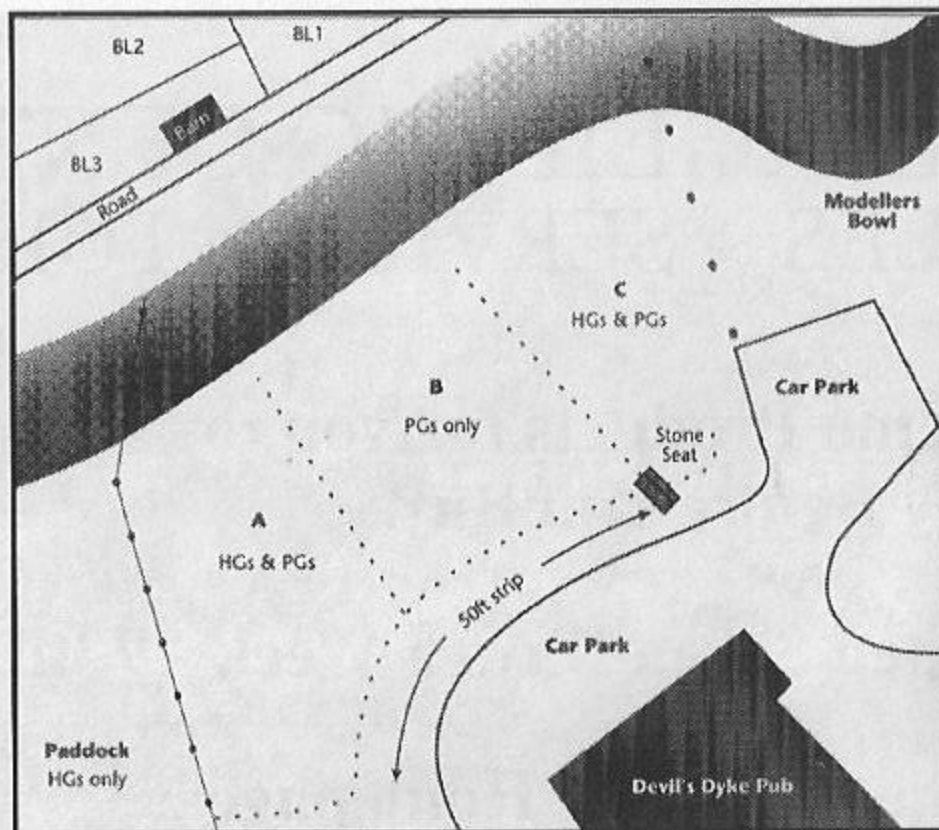 BL2
BL1
Barn
BL3
Road
Modellers
Bowl
C
HGs & PGs
B
PGs only
Car Park
Stone
Seat
A
HGs & PGs
50ft strip
Car Park
Paddock
HGs only
Devil's Dyke Pub